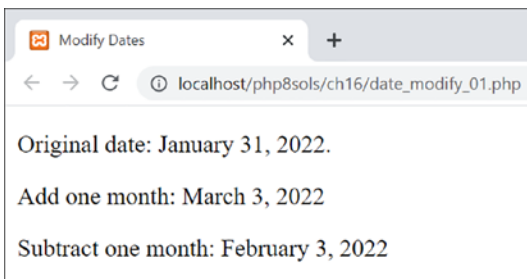 Modify Dates
localhost/php8sols/ch16/date_modify_01.php
Original date: January 31, 2022.
Add one month: March 3, 2022
Subtract one month: February 3, 2022